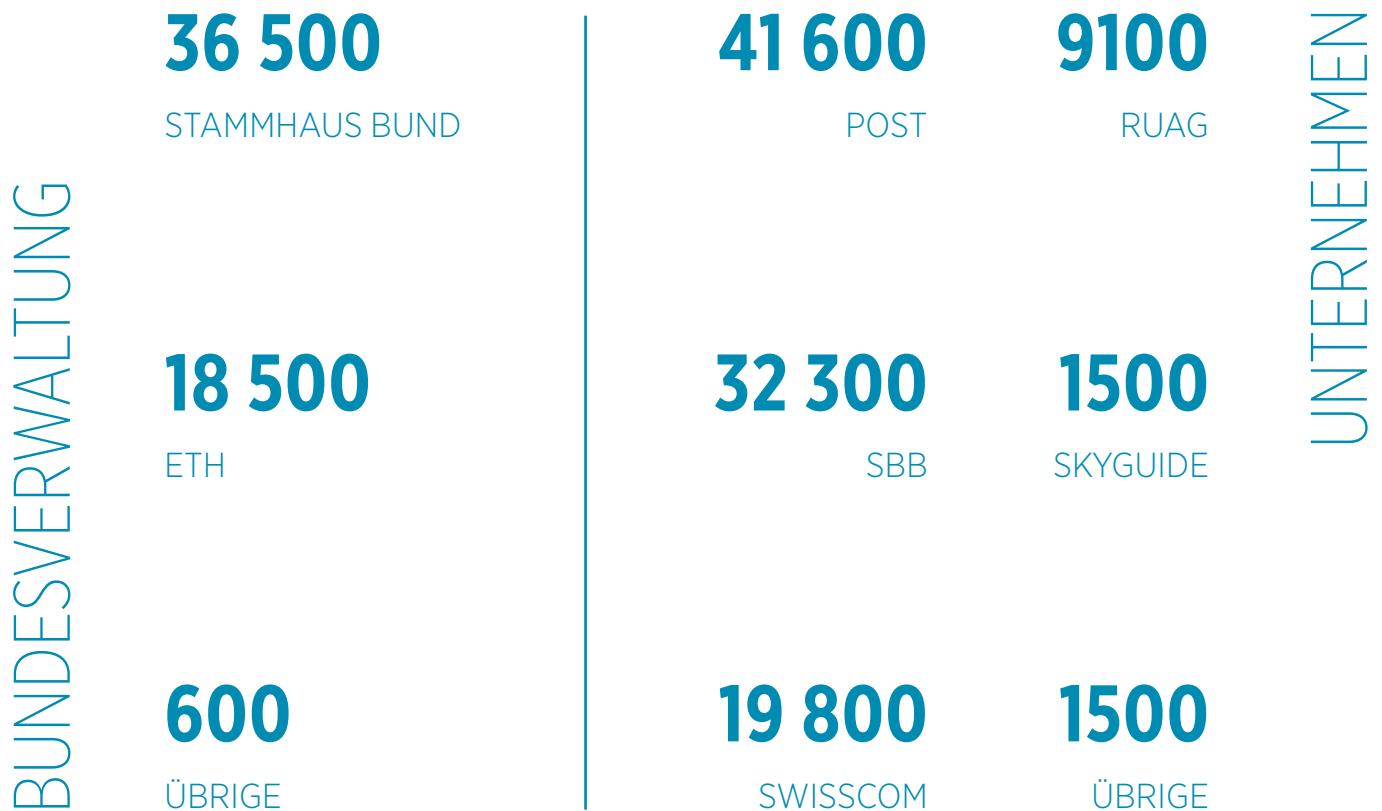 BUNDESVERWALTUNG
36 500
STAMMHAUS BUND
18 500
ETH
600
ÜBRIGE
41 600
POST
32 300
SBB
19 800
SWISSCOM
9100
RUAG
1500
SKYGUIDE
1500
ÜBRIGE
UNTERNEHMEN